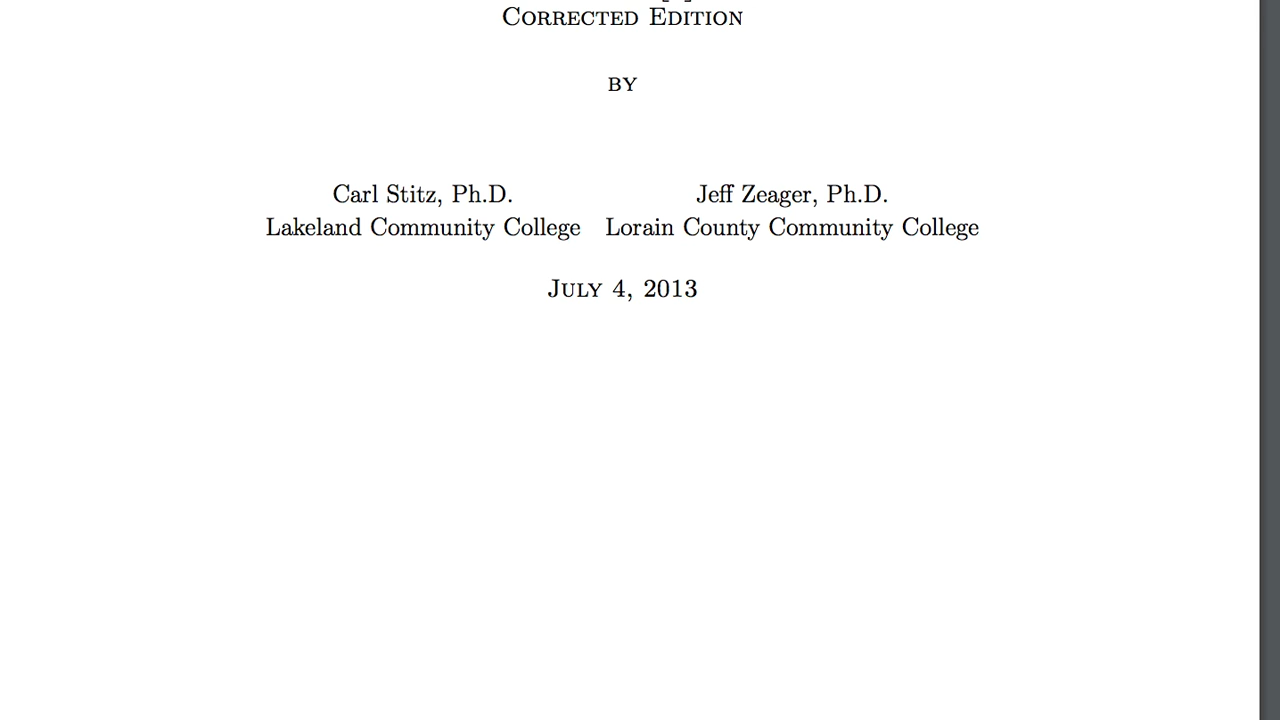 Corrected Edition
by
Carl Stitz, Ph.D. Jeff Zeager, Ph.D.
Lakeland Community College Lorain County Community College
July 4, 2013